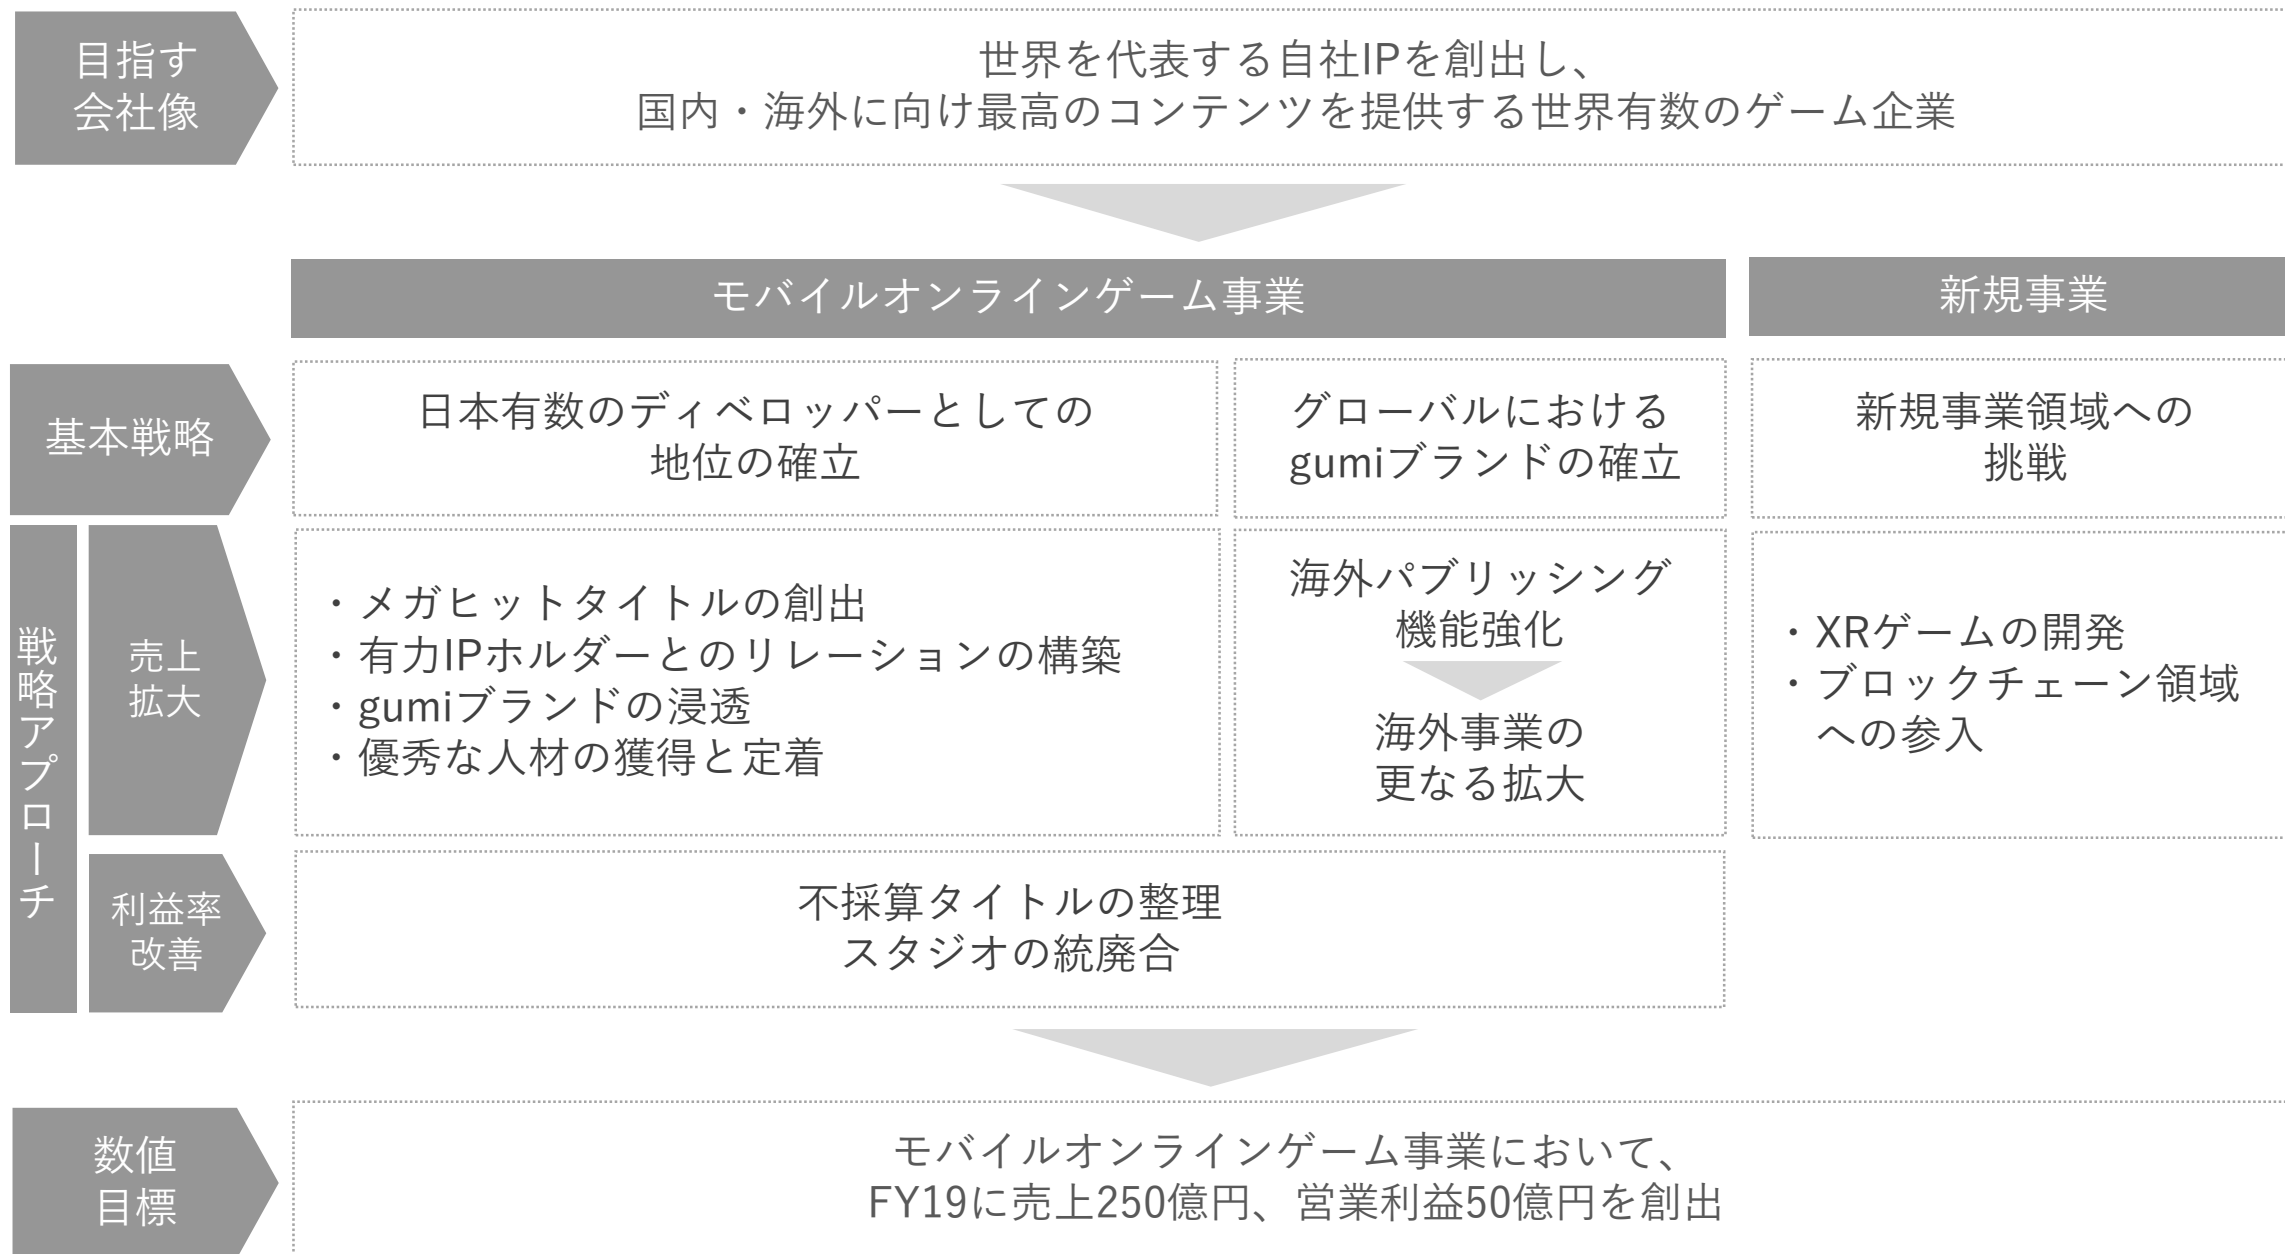 目指す
会社像
世界を代表する自社IPを創出し、
国内・海外に向け最高のコンテンツを提供する世界有数のゲーム企業
モバイルオンラインゲーム事業
新規事業
基本戦略
日本有数のディベロッパーとしての
地位の確立
グローバルにおける
gumiブランドの確立
新規事業領域への
挑戦
戦略アプローチ
売上
拡大
・メガヒットタイトルの創出
・有力IPホルダーとのリレーションの構築
・gumiブランドの浸透
・優秀な人材の獲得と定着
海外パブリッシング
機能強化
海外事業の
更なる拡大
・XRゲームの開発
・ブロックチェーン領域
への参入
利益率
改善
不採算タイトルの整理
スタジオの統廃合
数値
目標
モバイルオンラインゲーム事業において、
FY19に売上250億円、営業利益50億円を創出